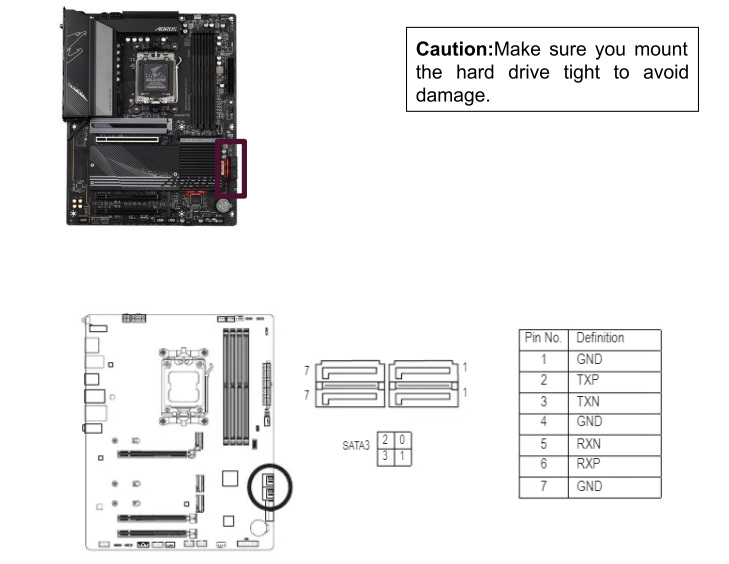 AORUS
Caution:Make sure you mount
the hard drive tight to avoid
damage.
7
1
7
1
SATA3
2 0
3 1
Pin No. Definition
1 GND
2 TXP
3 TXN
4 GND
5 RXN
6 RXP
7 GND